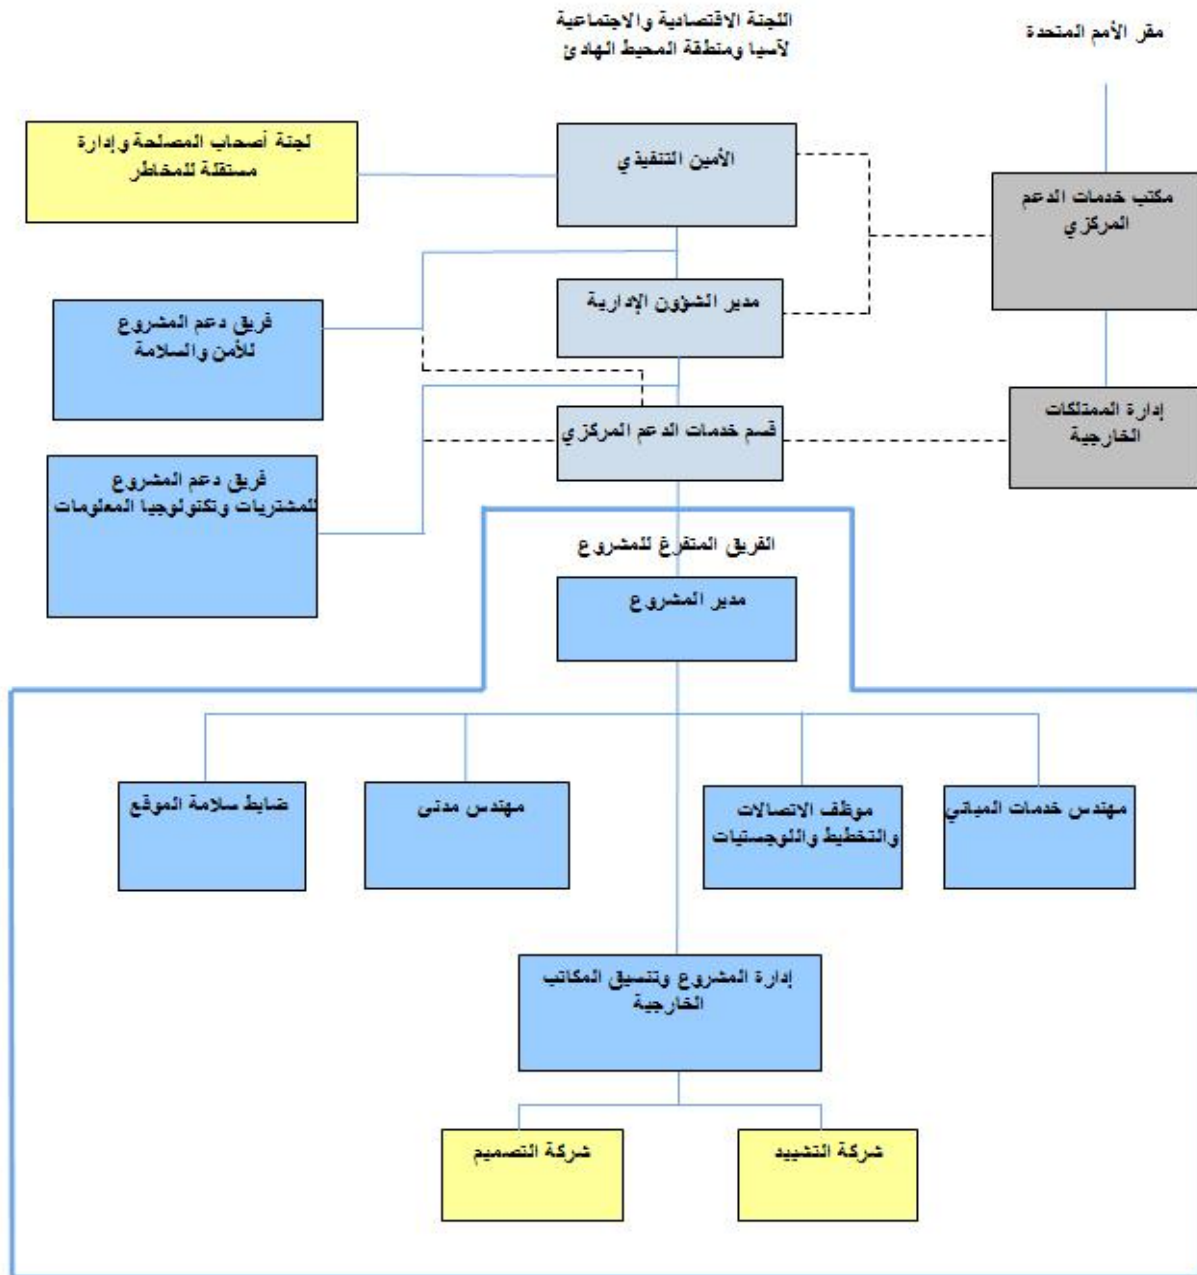 اللجنة الاقتصادية والاجتماعية
لآسيا ومنطقة المحيط الهادئ
مقر الأمم المتحدة
لجنة أصحاب المصلحة وإدارة
مستقلة للمخاطر
الأمين التنفيذي
مكتب خدمات الدعم
المركزي
مدير الشؤون الإدارية
فريق دعم المشروع
للأمن والسلامة
إدارة الممتلكات
الخارجية
قسم خدمات الدعم المركزي
فريق دعم المشروع
للمشتريات وتكنولوجيا المعلومات
الفريق المتفرغ للمشروع
مدير المشروع
مهندس خدمات المباني
موظف الاتصالات
والتخطيط واللوجستيات
مهندس مدنى
ضابط سلامة الموقع
إدارة المشروع وتنسيق المكاتب
الخارجية
شركة التشييد
شركة التصميم